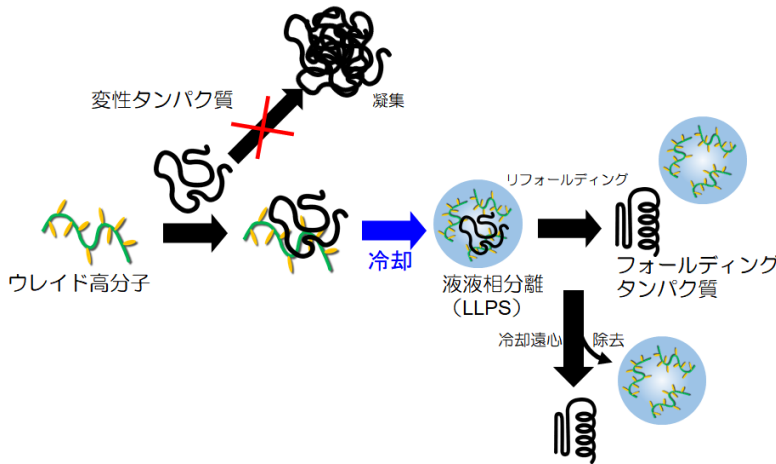 変性タンパク質
凝集
ウレイド高分子
冷却
液液相分離
（LLPS）
リフォールディング
フォールディング
タンパク質
冷却遠心
除去